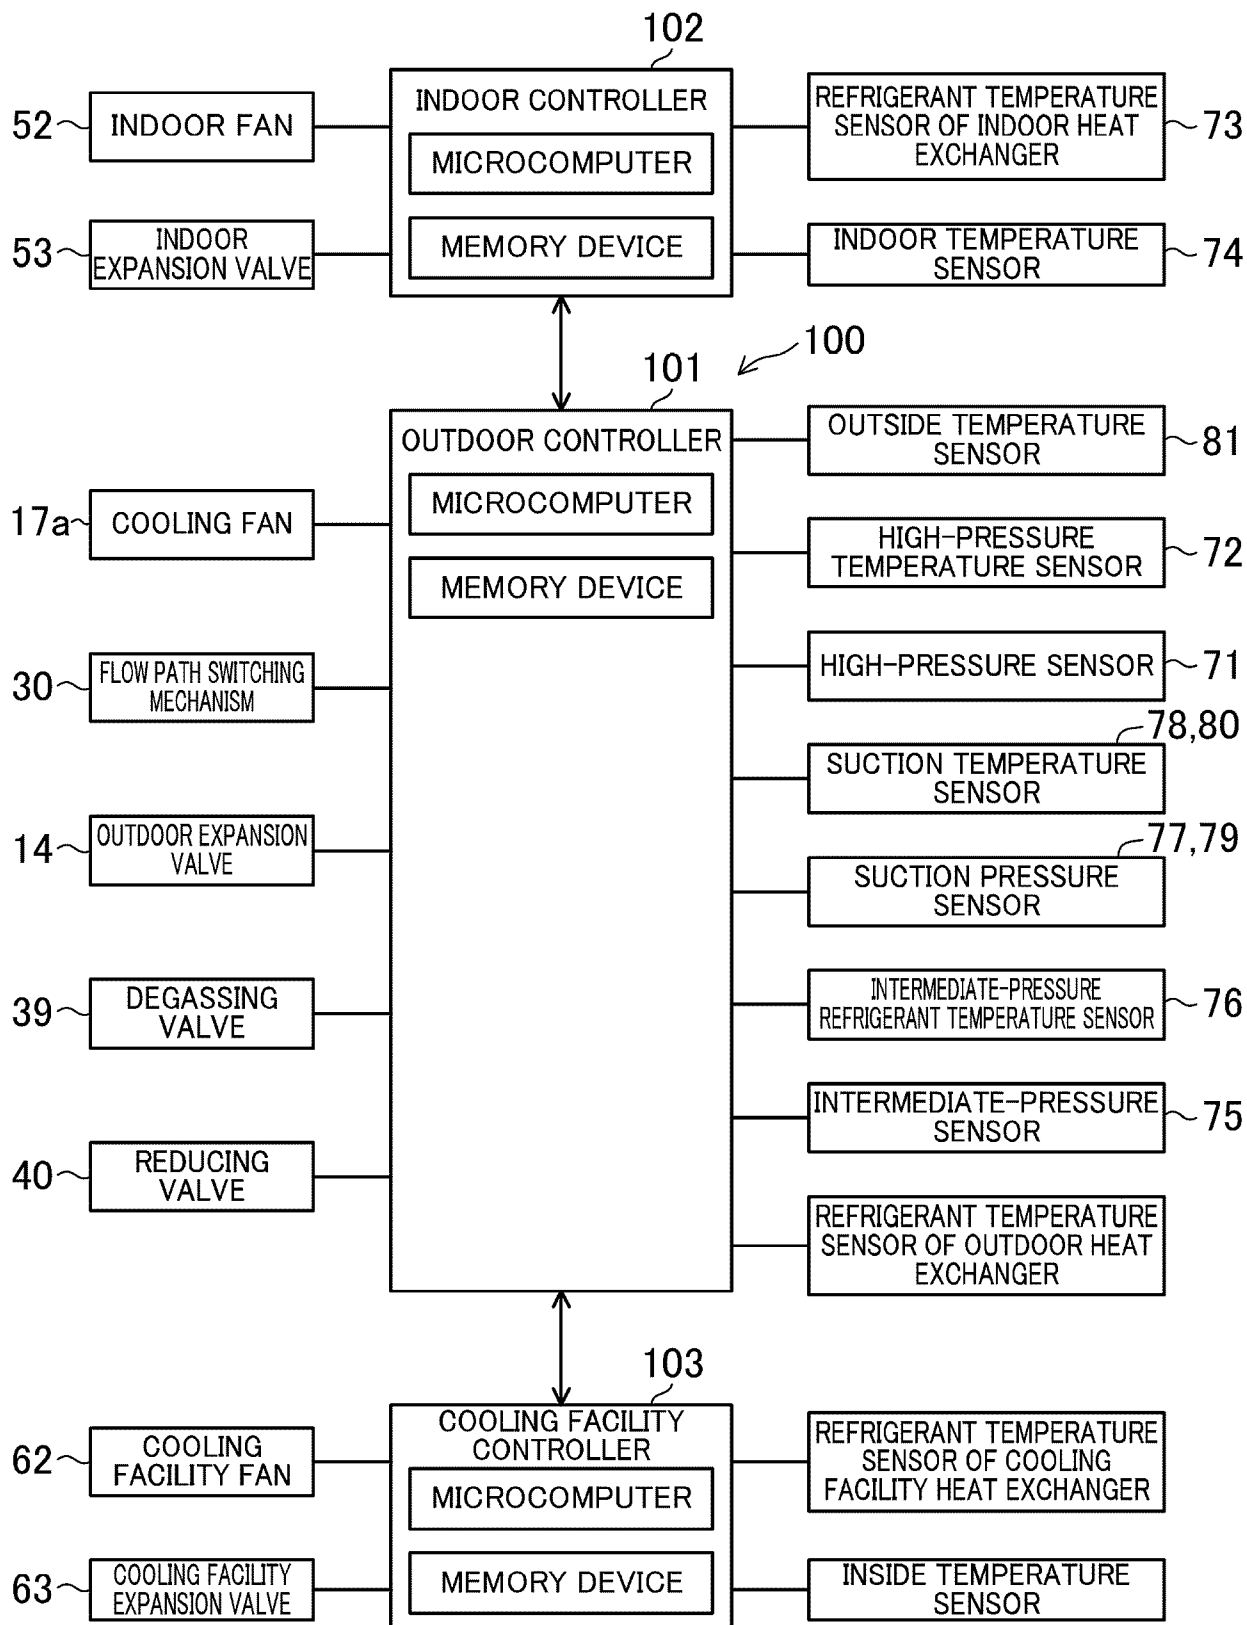 102
INDOOR CONTROLLER
MICROCOMPUTER
MEMORY DEVICE
52
INDOOR FAN
53
INDOOR
EXPANSION VALVE
REFRIGERANT TEMPERATURE
SENSOR OF INDOOR HEAT
EXCHANGER
73
INDOOR TEMPERATURE
SENSOR
74
100
101
OUTDOOR CONTROLLER
MICROCOMPUTER
MEMORY DEVICE
17a
COOLING FAN
30
FLOW PATH SWITCHING
MECHANISM
14
OUTDOOR EXPANSION
VALVE
39
DEGASSING
VALVE
40
REDUCING
VALVE
OUTSIDE TEMPERATURE
SENSOR
81
HIGH-PRESSURE
TEMPERATURE SENSOR
72
HIGH-PRESSURE SENSOR
71
78,80
SUCTION TEMPERATURE
SENSOR
77,79
SUCTION PRESSURE
SENSOR
INTERMEDIATE-PRESSURE
REFRIGERANT TEMPERATURE SENSOR
76
INTERMEDIATE-PRESSURE
SENSOR
75
REFRIGERANT TEMPERATURE
SENSOR OF OUTDOOR HEAT
EXCHANGER
103
COOLING FACILITY
CONTROLLER
MICROCOMPUTER
MEMORY DEVICE
62
COOLING
FACILITY FAN
63
COOLING FACILITY
EXPANSION VALVE
REFRIGERANT TEMPERATURE
SENSOR OF COOLING
FACILITY HEAT EXCHANGER
INSIDE TEMPERATURE
SENSOR